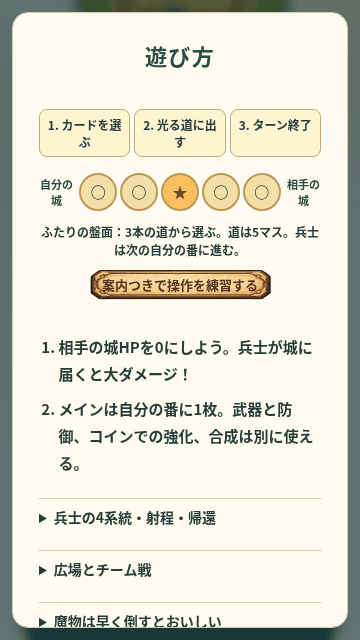 遊び方
1. カードを選
ぶ
2. 光る道に出
す
3. ターン終了
自分の
城
相手の
城
ふたりの盤面：3本の道から選ぶ。道は5マス。兵士
は次の自分の番に進む。
案内つきで操作を練習する
1. 相手の城HPを0にしよう。兵士が城に
届くと大ダメージ！
2. メインは自分の番に1枚。武器と防
御、コインでの強化、合成は別に使え
る。
兵士の4系統・射程・帰還
広場とチーム戦
魔物は早く倒すとおいしい